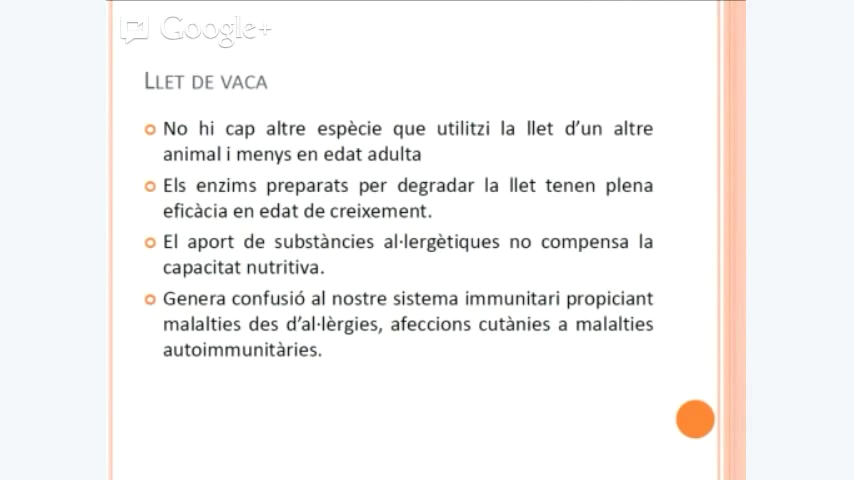 Google+
LLET DE VACA
No hi cap altre espècie que utilitzi la llet d'un altre
animal i menys en edat adulta
Els enzims preparats per degradar la llet tenen plena
eficàcia en edat de creixement.
El aport de substàncies al·lergètiques no compensa la
capacitat nutritiva.
Genera confusió al nostre sistema immunitari propiciant
malalties des d'al·lèrgies, afeccions cutànies a malalties
autoimmunitàries.